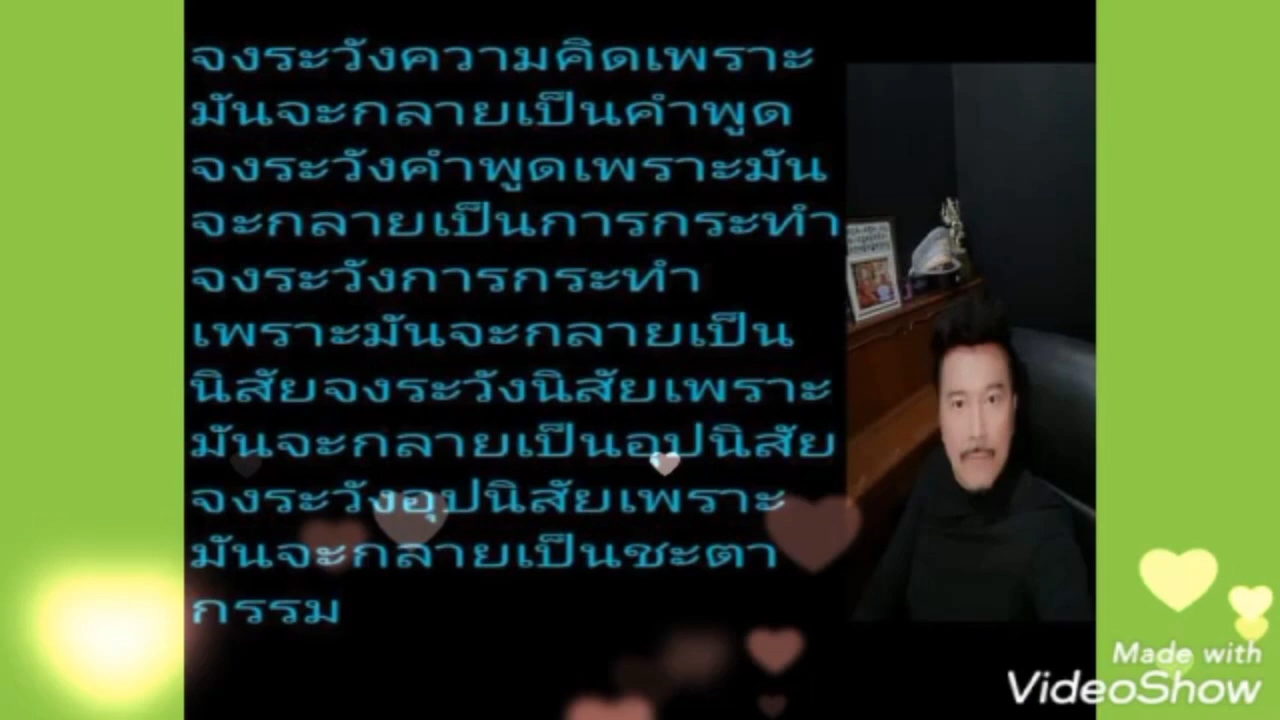 จงระวังความคิดเพราะ
มันจะกลายเป็นคำพูด
จงระวังคำพูดเพราะมัน
จะกลายเป็นการกระทำ
จงระวังการกระทำ
เพราะมันจะกลายเป็น
นิสัยจงระวังนิสัยเพราะ
มันจะกลายเป็นอุปนิสัย
จงระวังอุปนิสัยเพราะ
มันจะกลายเป็นชะตา
กรรม
Made with
VideoShow